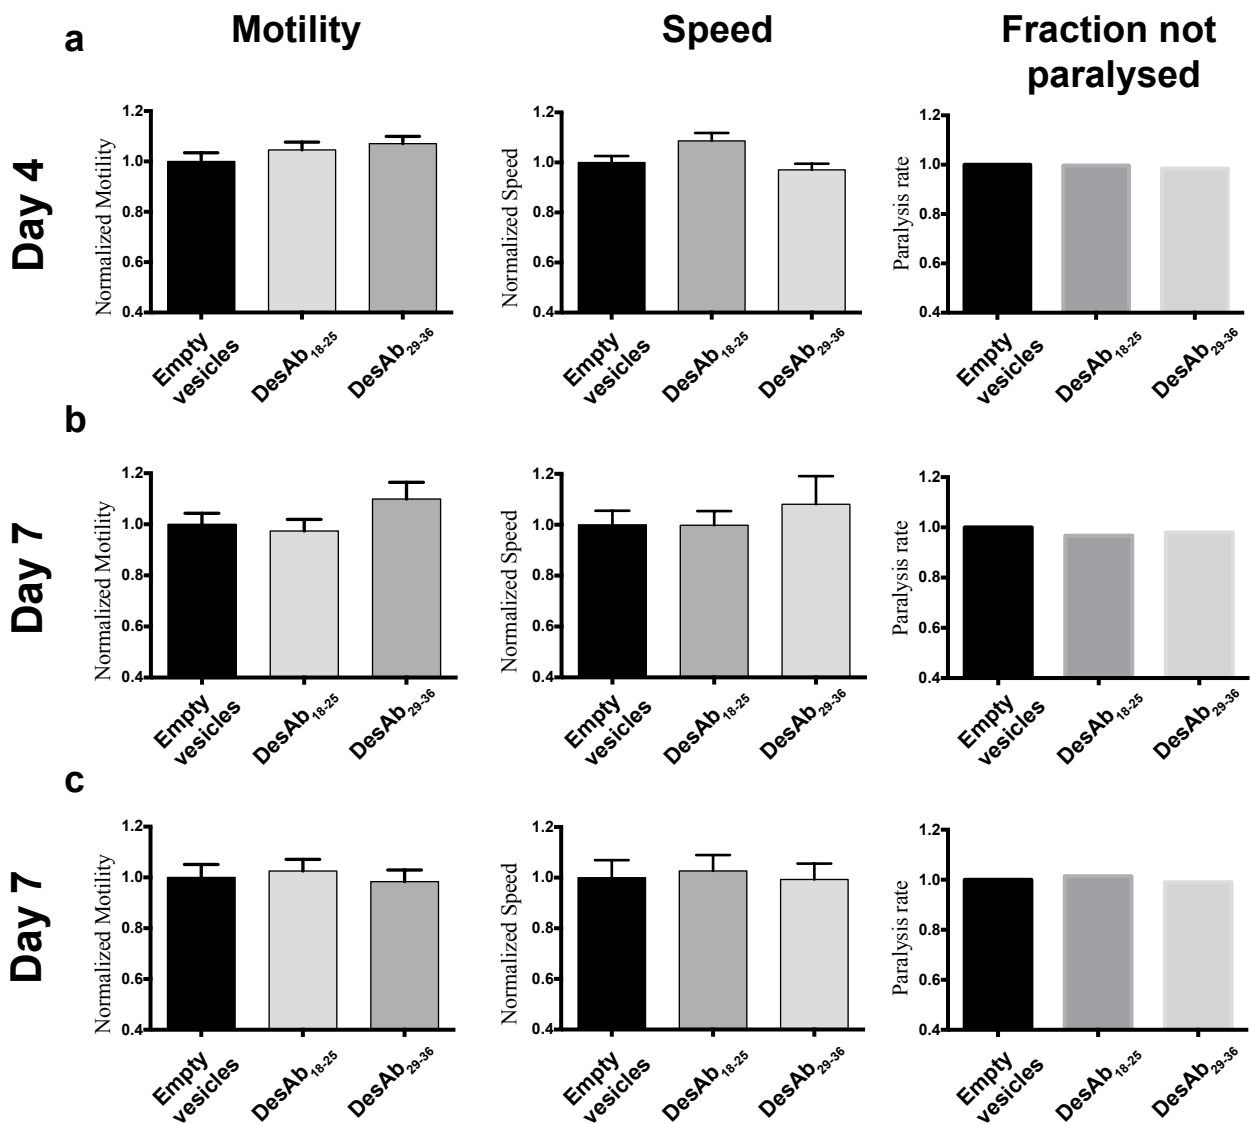 a
Motility
Speed
Fraction not
paralysed
Day 4
Normalized Motility
1.2
1.0
0.8
0.6
0.4
Empty
vesicles
DesAb18-25
DesAb29-36
Normalized Speed
1.2
1.0
0.8
0.6
0.4
Empty
vesicles
DesAb18-25
DesAb29-36
Paralysis rate
1.2
1.0
0.8
0.6
0.4
Empty
vesicles
DesAb18-25
DesAb29-36
b
Day 7
Normalized Motility
1.2
1.0
0.8
0.6
0.4
Empty
vesicles
DesAb18-25
DesAb29-36
Normalized Speed
1.2
1.0
0.8
0.6
0.4
Empty
vesicles
DesAb18-25
DesAb29-36
Paralysis rate
1.2
1.0
0.8
0.6
0.4
Empty
vesicles
DesAb18-25
DesAb29-36
c
Day 7
Normalized Motility
1.2
1.0
0.8
0.6
0.4
Empty
vesicles
DesAb18-25
DesAb29-36
Normalized Speed
1.2
1.0
0.8
0.6
0.4
Empty
vesicles
DesAb18-25
DesAb29-36
Paralysis rate
1.2
1.0
0.8
0.6
0.4
Empty
vesicles
DesAb18-25
DesAb29-36